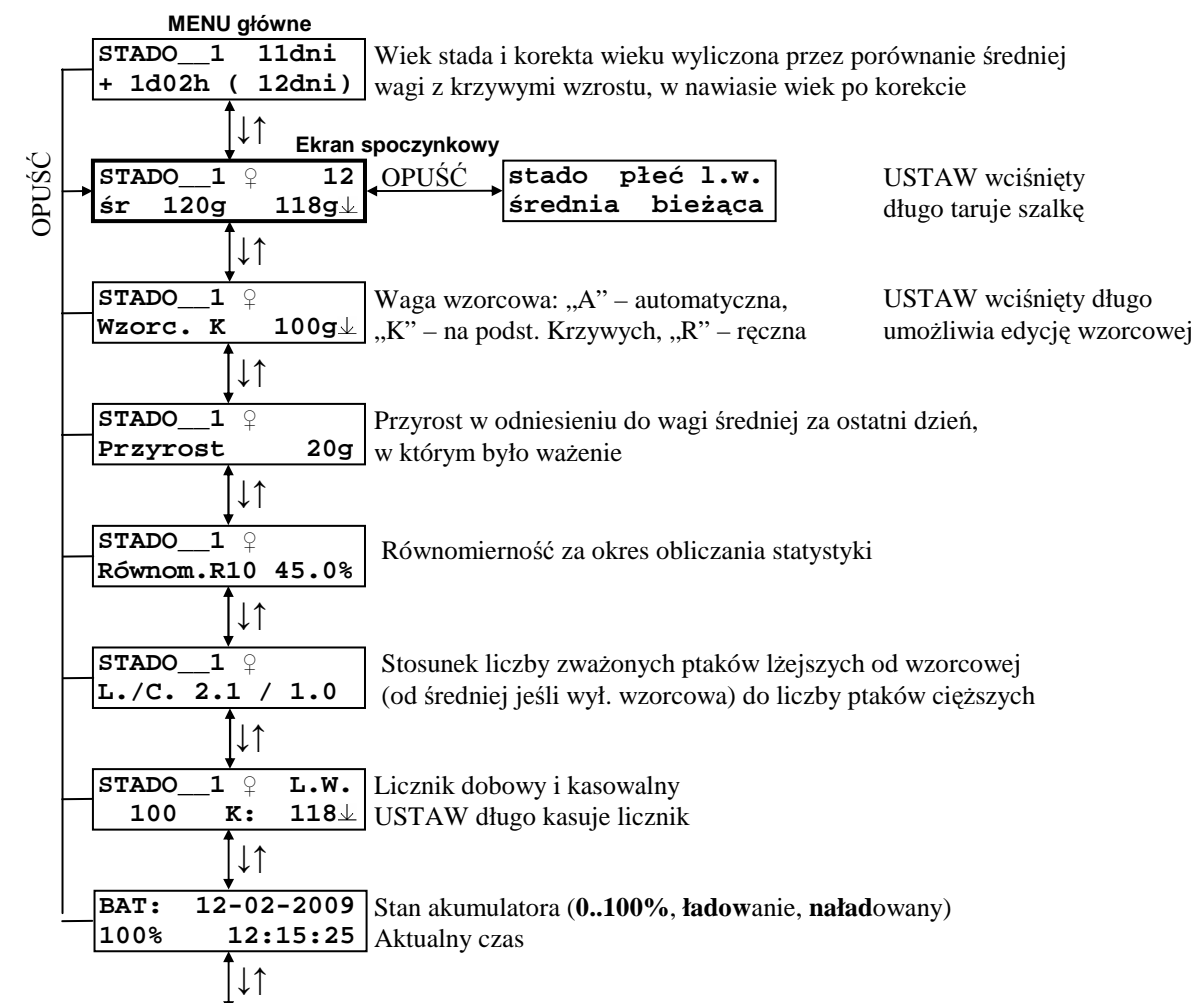 MENU główne
STADO__1 11dni
+ 1d02h ( 12dni)
Wiek stada i korekta wieku wyliczona przez porównanie średniej
wagi z krzywymi wzrostu, w nawiasie wiek po korekcie
↓↑
OPUŚĆ
Ekran spoczynkowy
STADO__1 ♀ 12
śr 120g 118g↓
OPUŚĆ
stado płeć l.w.
średnia bieżąca
USTAW wciśnięty
długo taruje szalkę
↓↑
STADO__1 ♀
Wzorc. K 100g↓
Waga wzorcowa: „A” – automatyczna,
„K” – na podst. Krzywych, „R” – ręczna
USTAW wciśnięty długo
umożliwia edycję wzorcowej
↓↑
STADO__1 ♀
Przyrost 20g
Przyrost w odniesieniu do wagi średniej za ostatni dzień,
w którym było ważenie
↓↑
STADO__1 ♀
Równom.R10 45.0%
Równomierność za okres obliczania statystyki
↓↑
STADO__1 ♀
L./C. 2.1 / 1.0
Stosunek liczby zważonych ptaków lżejszych od wzorcowej
(od średniej jeśli wył. wzorcowa) do liczby ptaków cięższych
↓↑
STADO__1 ♀ L.W.
100 K: 118↓
Licznik dobowy i kasowalny
USTAW długo kasuje licznik
↓↑
BAT: 12-02-2009
100% 12:15:25
Stan akumulatora (0..100%, ładowanie, naładowany)
Aktualny czas
↓↑